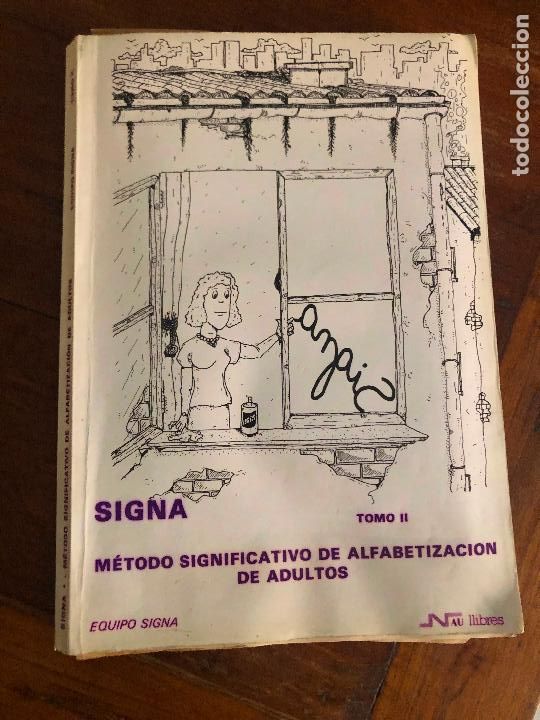 SIGNA
TOMO II
MÉTODO SIGNIFICATIVO DE ALFABETIZACION
DE ADULTOS
EQUIPO SIGNA
NAU llibres
SIGNA - MÉTODO SIGNIFICATIVO DE ALFABETIZACIÓN DE ADULTOS
todocoleccion